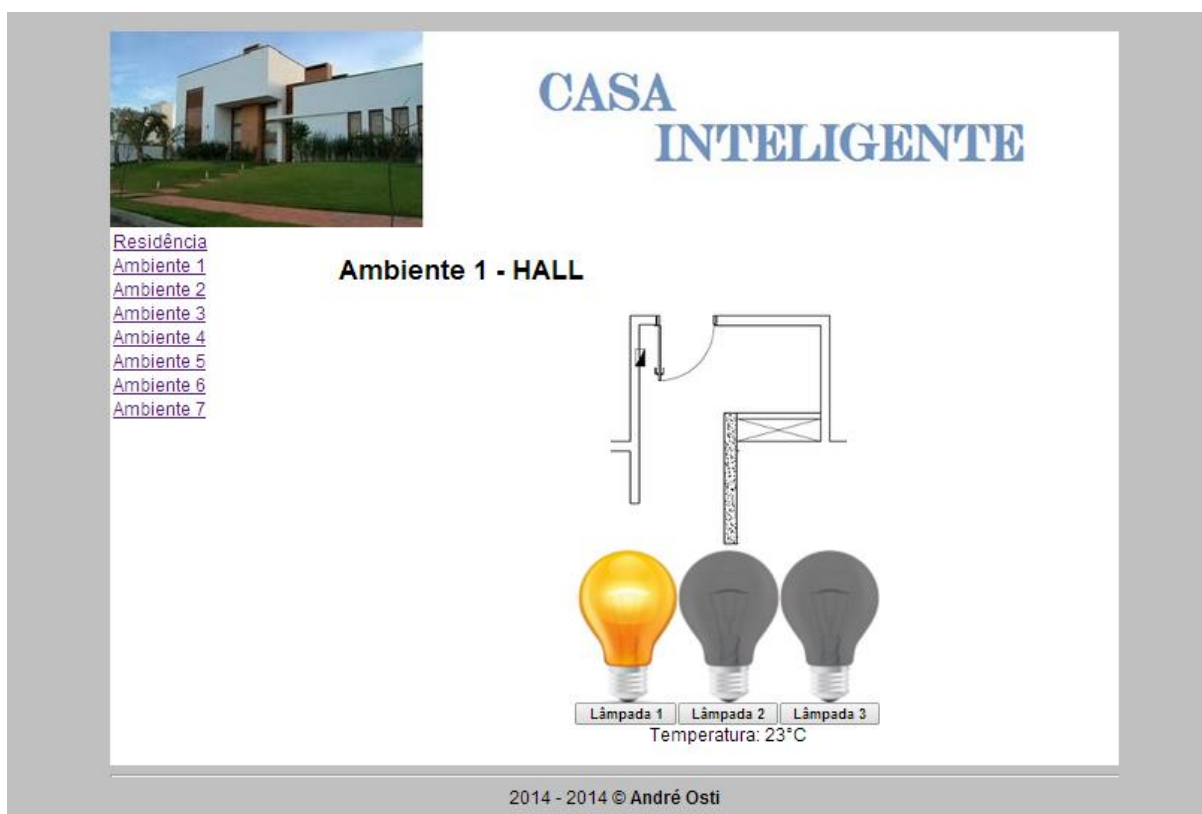 CASA
INTELIGENTE
Residência
Ambiente 1
Ambiente 2
Ambiente 3
Ambiente 4
Ambiente 5
Ambiente 6
Ambiente 7
Ambiente 1 - HALL
Lâmpada 1 Lâmpada 2 Lâmpada 3
Temperatura: 23°C
2014 - 2014 © André Osti